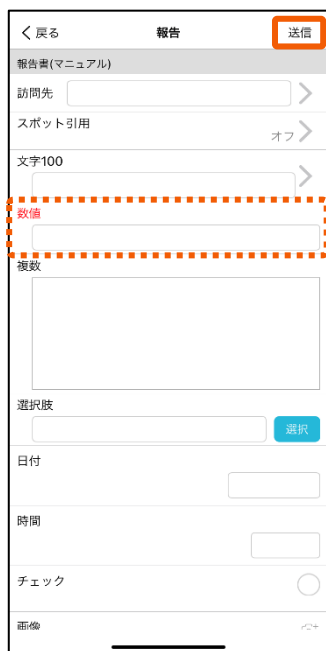 戻る 報告 送信
報告書(マニュアル)
訪問先
スポット引用
オフ
文字100
数値
複数
選択肢
選択
日付
時間
チェック
画像